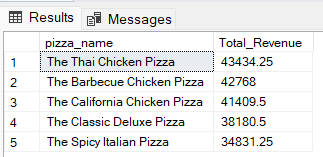 Results Messages
pizza_name Total_Revenue
1 The Thai Chicken Pizza 43434.25
2 The Barbecue Chicken Pizza 42768
3 The California Chicken Pizza 41409.5
4 The Classic Deluxe Pizza 38180.5
5 The Spicy Italian Pizza 34831.25